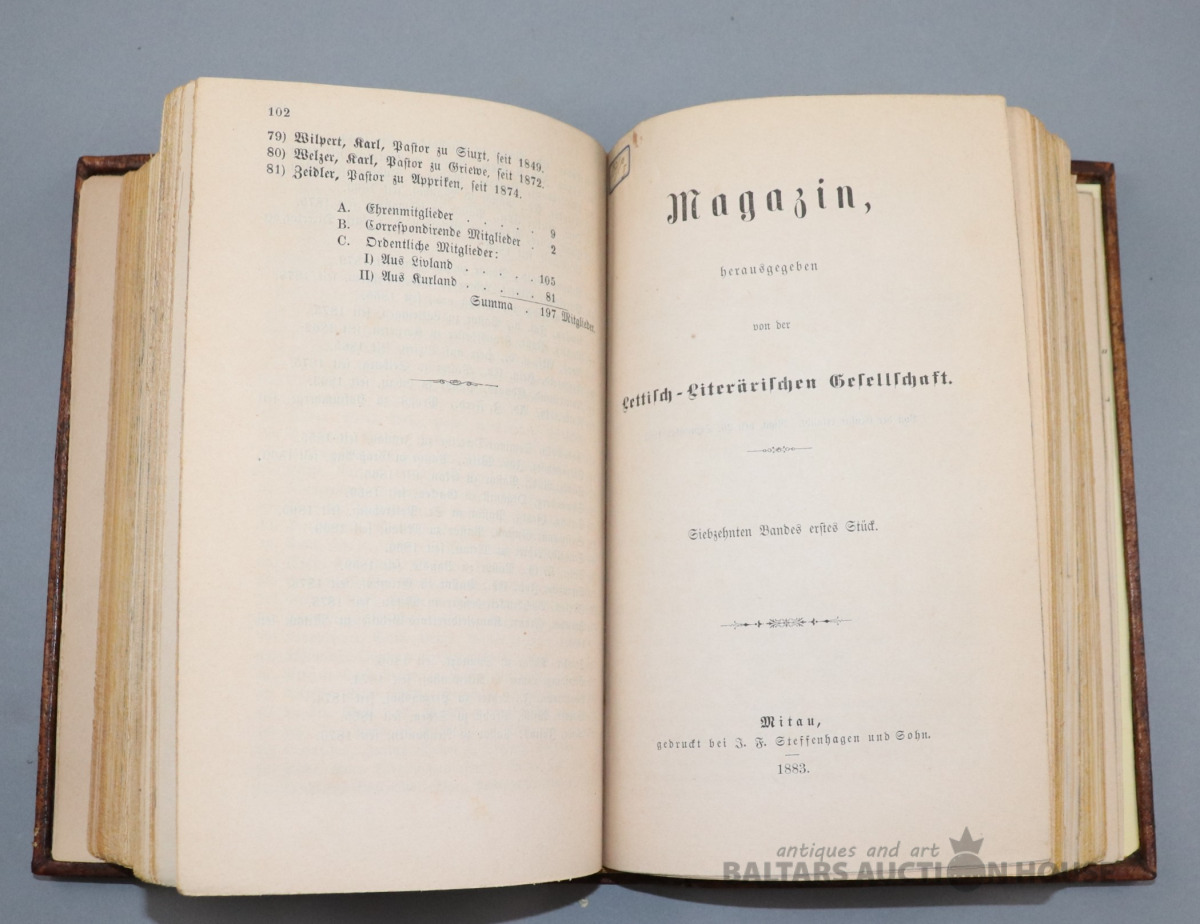 102
79) Wilpert, Karl, Pastor zu Siuxt, seit 1849.
80) Welzer, Karl, Pastor zu Griewe, seit 1872.
81) Zeidler, Pastor zu Appriken, seit 1874.
A. Ehrenmitglieder . . . . . 9
B. Correspondirende Mitglieder . 2
C. Ordentliche Mitglieder:
I) Aus Livland . . . . . 105
II) Aus Kurland . . . . . 81
Summa . 197 Mitglieder.
Magazin,
herausgegeben
von der
Lettisch-Literärischen Gesellschaft.
Siebzehnten Bandes erstes Stück.
Mitau,
gedruckt bei J. F. Steffenhagen und Sohn.
1883.
antiques and art
BALTARS AUCTION HOUSE